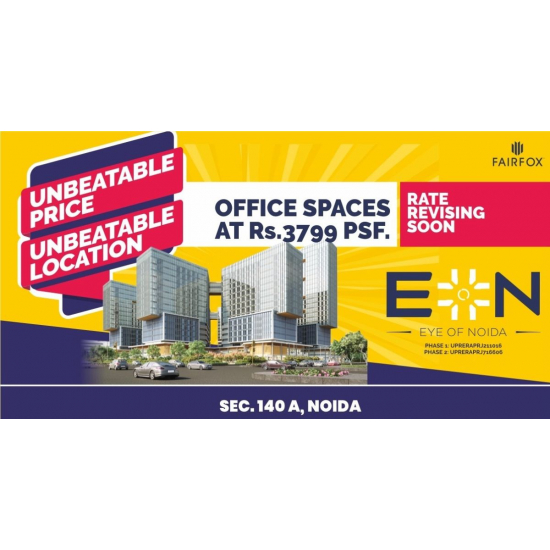 UNBEATABLE
PRICE
UNBEATABLE
LOCATION
OFFICE SPACES
AT Rs.3799 PSF.
RATE
REVISING
SOON
FAIRFOX
EON
EYE OF NOIDA
PHASE 1: UPRERAPRJ211016
PHASE 2: UPRERAPRJ718606
SEC. 140 A, NOIDA